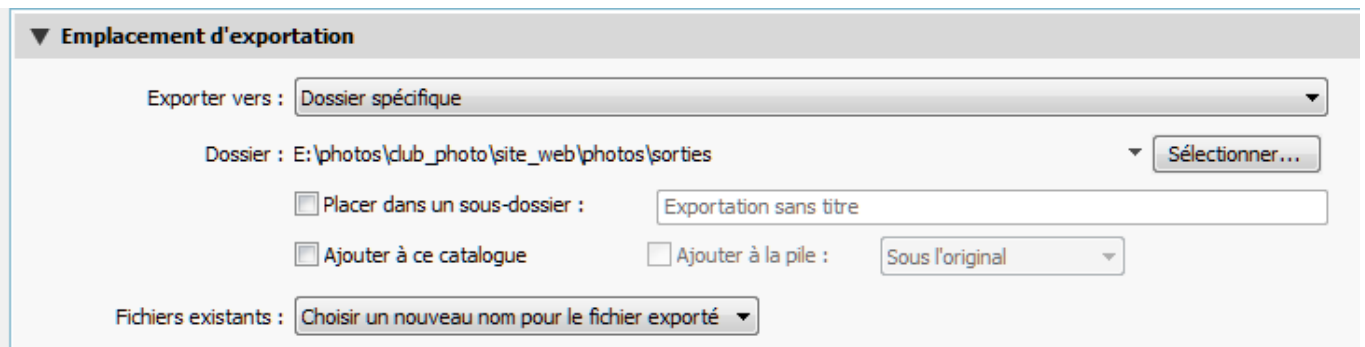 Emplacement d'exportation
Exporter vers : Dossier spécifique
Dossier : E:\photos\club_photo\site_web\photos\sorties Sélectionner...
Placer dans un sous-dossier : Exportation sans titre
Ajouter à ce catalogue Ajouter à la pile : Sous l'original
Fichiers existants : Choisir un nouveau nom pour le fichier exporté